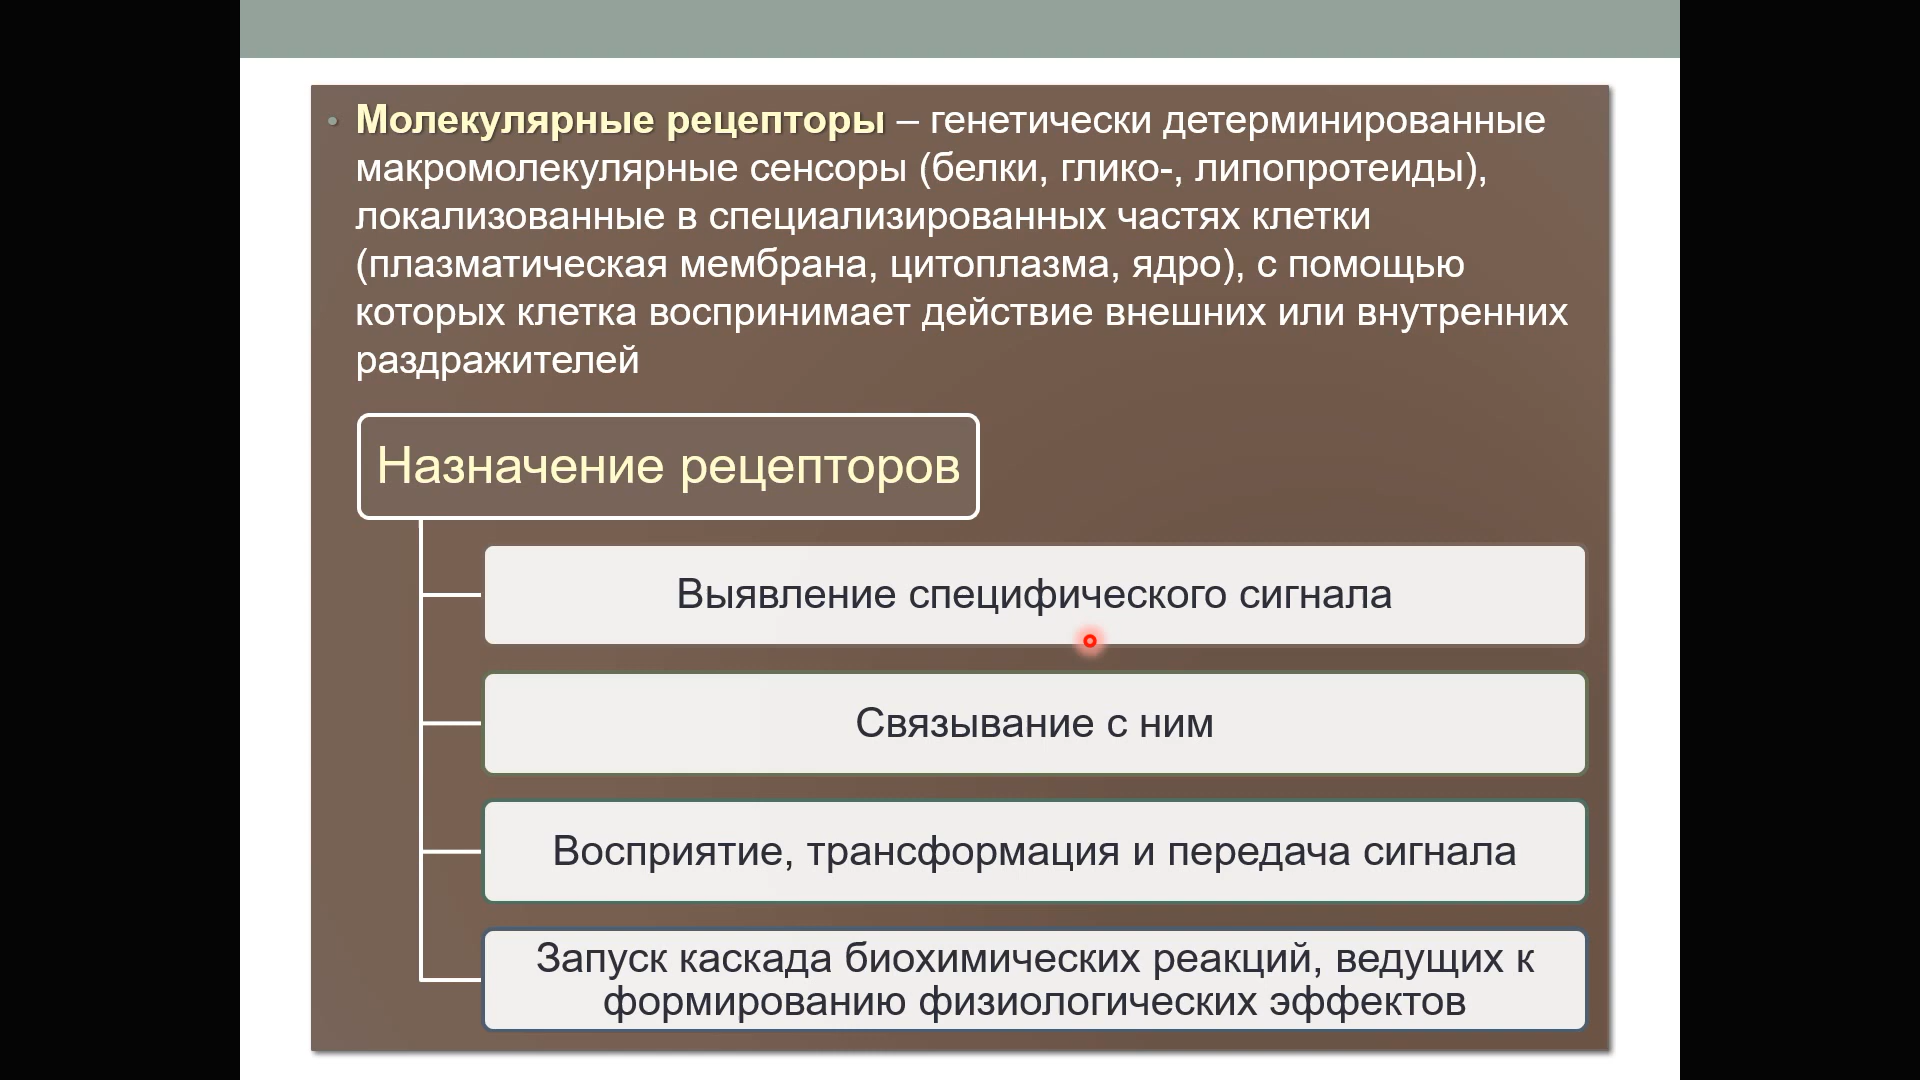 • Молекулярные рецепторы – генетически детерминированные
макромолекулярные сенсоры (белки, глико-, липопротеиды),
локализованные в специализированных частях клетки
(плазматическая мембрана, цитоплазма, ядро), с помощью
которых клетка воспринимает действие внешних или внутренних
раздражителей
Назначение рецепторов
Выявление специфического сигнала
Связывание с ним
Восприятие, трансформация и передача сигнала
Запуск каскада биохимических реакций, ведущих к
формированию физиологических эффектов